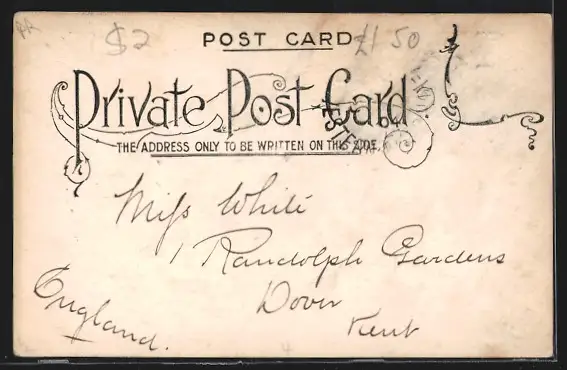 AA
$2
POST CARD
£1 50
Private Post Card.
THE ADDRESS ONLY TO BE WRITTEN ON THIS SIDE.
Miss White
1 Randolph Gardens
Dover
Kent
England.